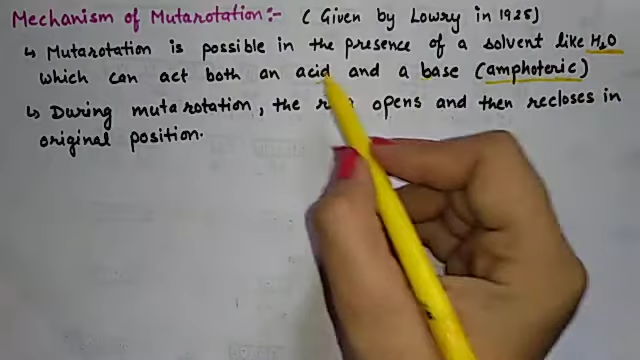 Mechanism of Mutarotation:- (Given by Lowry in 1925)
↳ Mutarotation is possible in the presence of a solvent like H2O
which can act both an acid and a base (amphoteric)
↳ During mutarotation, the opens and then recloses in
original position.